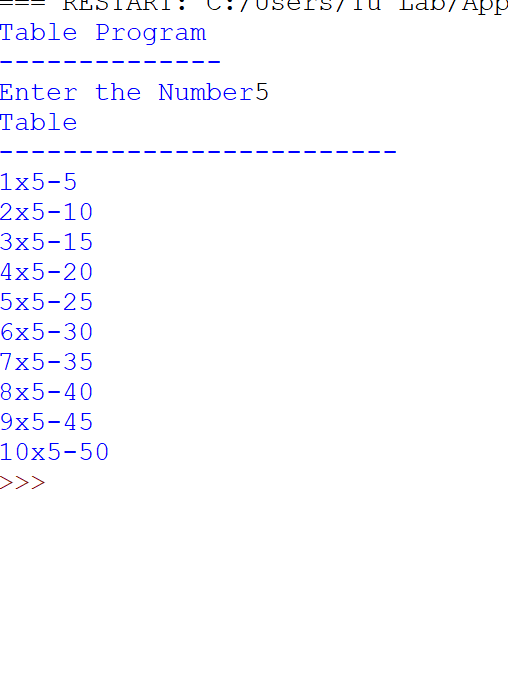 === RESTART: C:/Users/Tu Lab/App
Table Program
--------------
Enter the Number5
Table
-------------------------
1x5-5
2x5-10
3x5-15
4x5-20
5x5-25
6x5-30
7x5-35
8x5-40
9x5-45
10x5-50
>>>